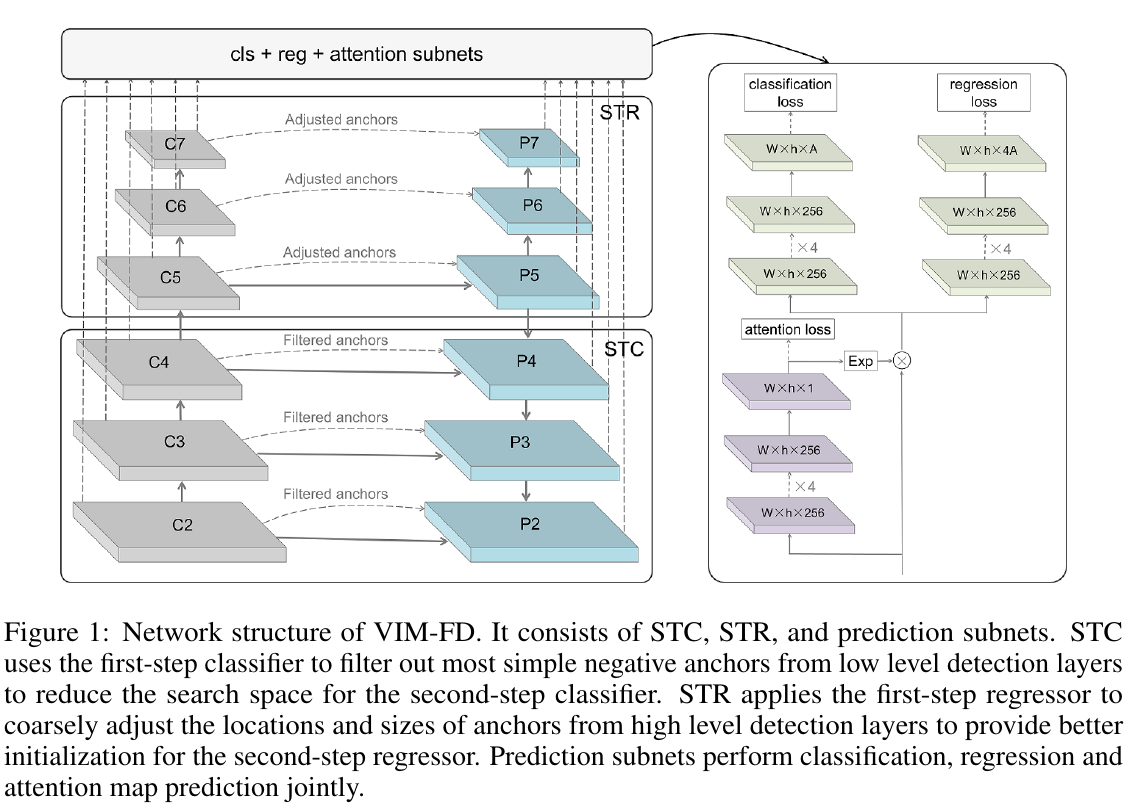 cls + reg + attention subnets
STR
C7
Adjusted anchors
P7
C6
Adjusted anchors
P6
C5
Adjusted anchors
P5
STC
C4
Filtered anchors
P4
C3
Filtered anchors
P3
C2
Filtered anchors
P2
classification
loss
regression
loss
W×h×A
W×h×4A
W×h×256
W×h×256
×4
×4
W×h×256
W×h×256
attention loss
Exp
×
W×h×1
W×h×256
×4
W×h×256
Figure 1: Network structure of VIM-FD. It consists of STC, STR, and prediction subnets. STC
uses the first-step classifier to filter out most simple negative anchors from low level detection layers
to reduce the search space for the second-step classifier. STR applies the first-step regressor to
coarsely adjust the locations and sizes of anchors from high level detection layers to provide better
initialization for the second-step regressor. Prediction subnets perform classification, regression and
attention map prediction jointly.